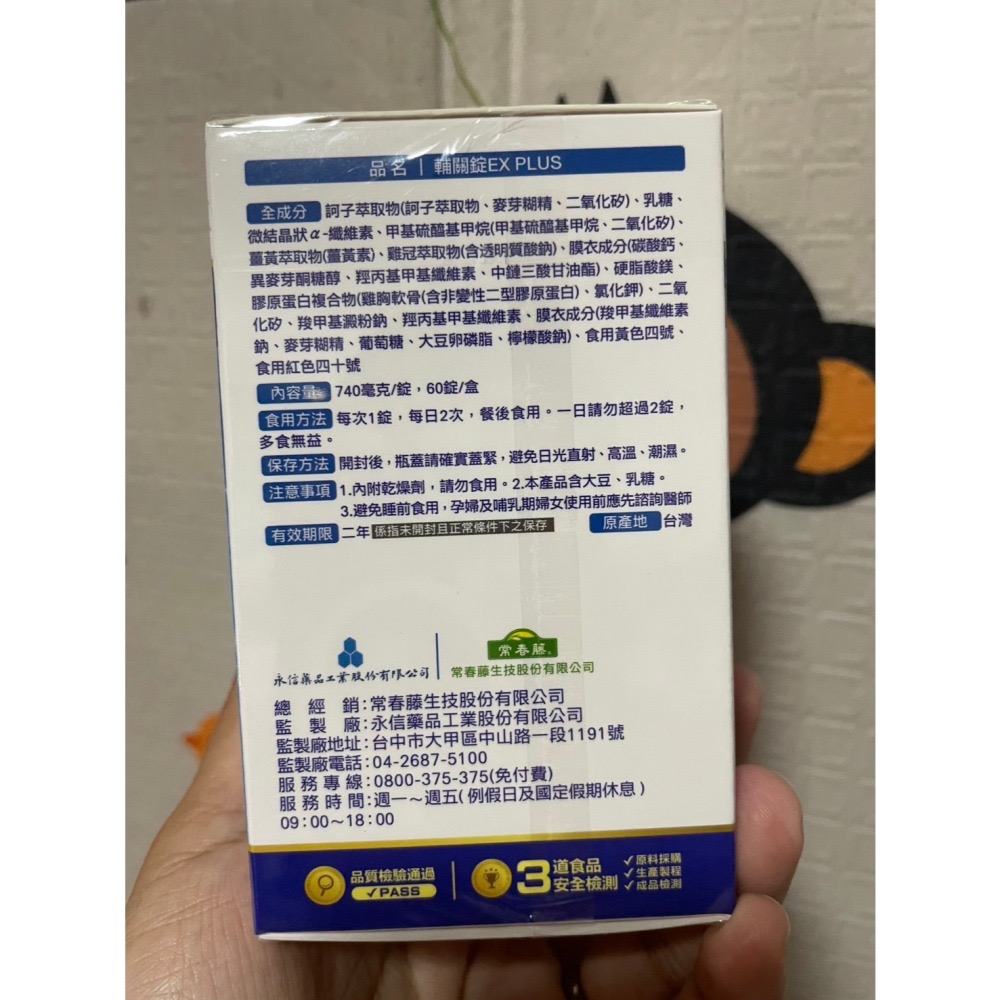 品名｜輔關錠EX PLUS
全成分 訶子萃取物(訶子萃取物、麥芽糊精、二氧化矽)、乳糖、
微結晶狀α-纖維素、甲基硫醯基甲烷(甲基硫醯基甲烷、二氧化矽)、
薑黃萃取物(薑黃素)、雞冠萃取物(含透明質酸鈉)、膜衣成分(碳酸鈣、
異麥芽酮糖醇、羥丙基甲基纖維素、中鏈三酸甘油酯)、硬脂酸鎂、
膠原蛋白複合物(雞胸軟骨(含非變性二型膠原蛋白)、氯化鉀)、二氧
化矽、羧甲基澱粉鈉、羥丙基甲基纖維素、膜衣成分(羧甲基纖維素
鈉、麥芽糊精、葡萄糖、大豆卵磷脂、檸檬酸鈉)、食用黃色四號、
食用紅色四十號
內容量 740毫克/錠，60錠/盒
食用方法 每次1錠，每日2次，餐後食用。一日請勿超過2錠，
多食無益。
保存方法 開封後，瓶蓋請確實蓋緊，避免日光直射、高溫、潮濕。
注意事項 1.內附乾燥劑，請勿食用。2.本產品含大豆、乳糖。
3.避免睡前食用，孕婦及哺乳期婦女使用前應先諮詢醫師
有效期限 二年 係指未開封且正常條件下之保存 原產地 台灣
常春藤
永信藥品工業股份有限公司 常春藤生技股份有限公司
總經銷：常春藤生技股份有限公司
監製廠：永信藥品工業股份有限公司
監製廠地址：台中市大甲區中山路一段1191號
監製廠電話：04-2687-5100
服務專線：0800-375-375(免付費)
服務時間：週一～週五(例假日及國定假期休息)
09：00～18：00
品質檢驗通過
✓PASS
3道食品安全檢測
✓原料採購
✓生產製程
✓成品檢測